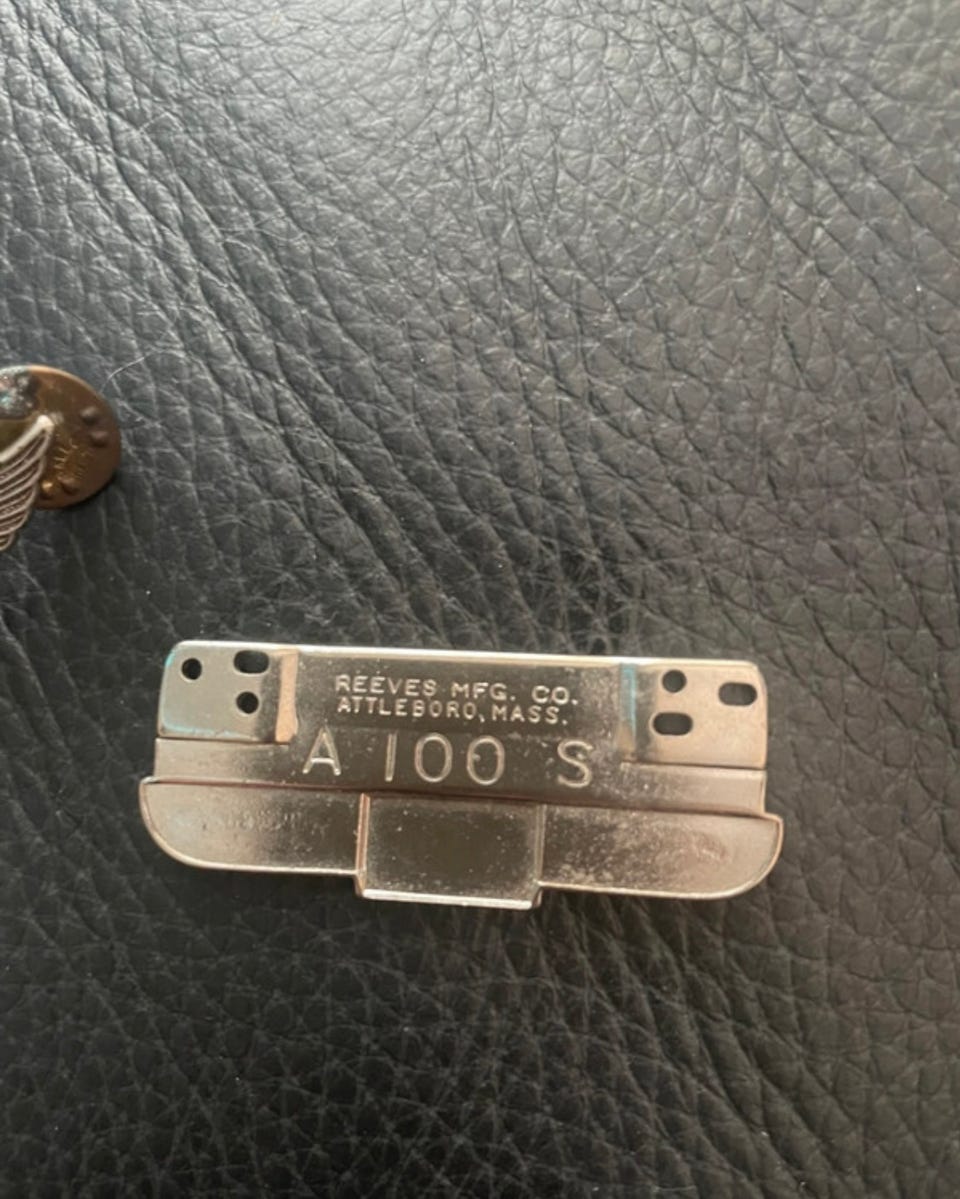 REEVES MFG. CO.
ATTLEBORO, MASS.
A 100 S